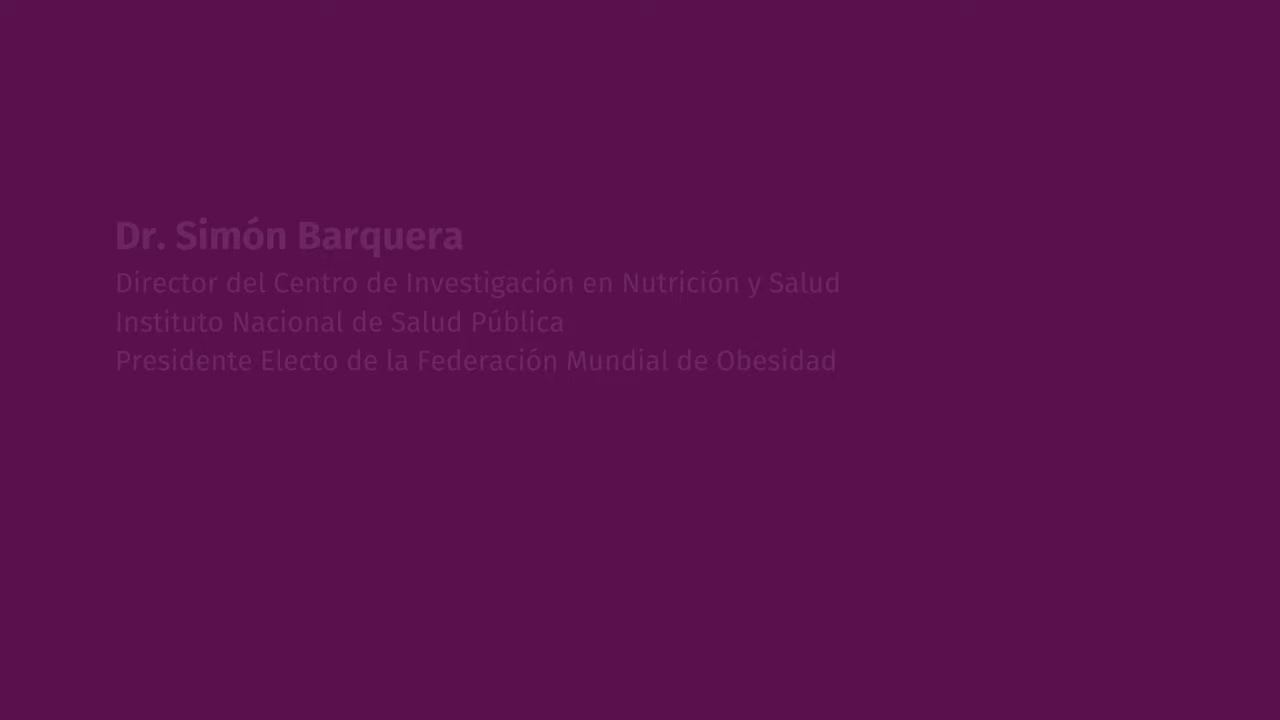 Dr. Simón Barquera
Director del Centro de Investigación en Nutrición y Salud
Instituto Nacional de Salud Pública
Presidente Electo de la Federación Mundial de Obesidad